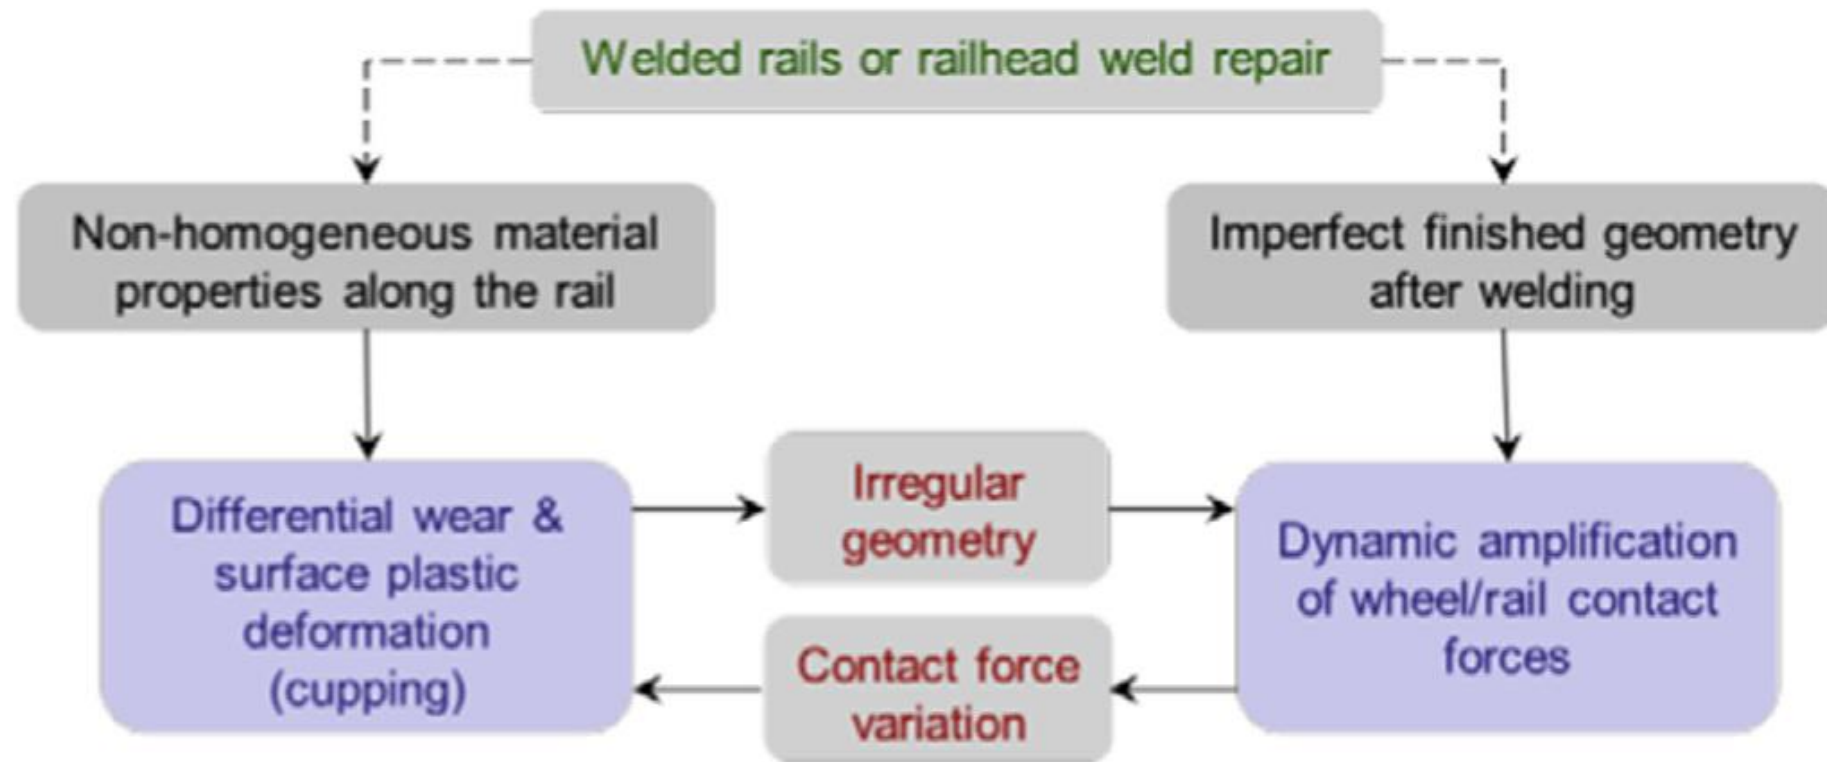 Welded rails or railhead weld repair
Non-homogeneous material
properties along the rail
Imperfect finished geometry
after welding
Differential wear &
surface plastic
deformation
(cupping)
Irregular
geometry
Dynamic amplification
of wheel/rail contact
forces
Contact force
variation